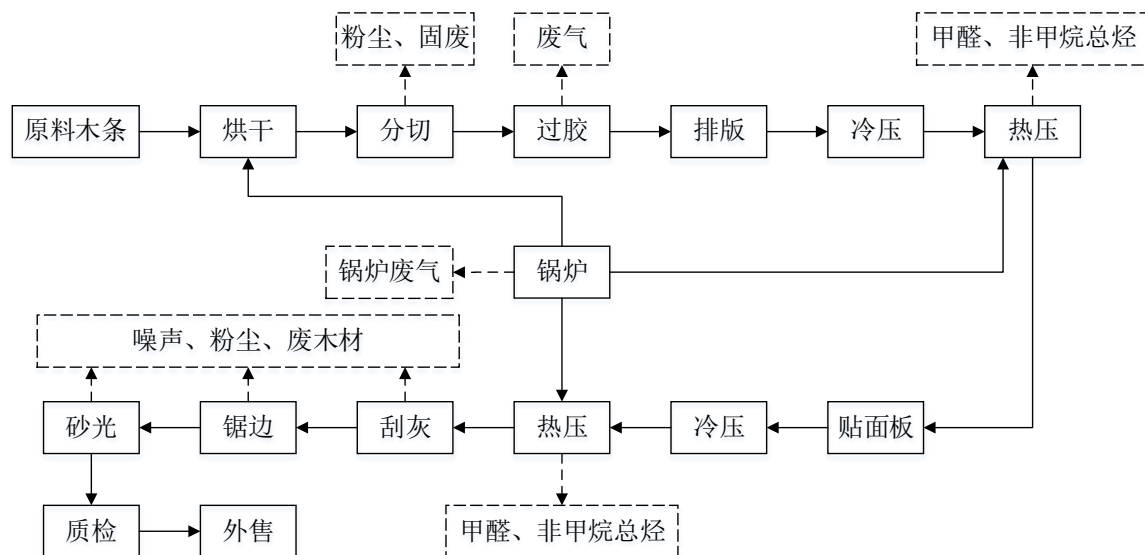 粉尘、固废
废气
甲醛、非甲烷总烃
原料木条
烘干
分切
过胶
排版
冷压
热压
锅炉废气
锅炉
噪声、粉尘、废木材
砂光
锯边
刮灰
热压
冷压
贴面板
质检
外售
甲醛、非甲烷总烃